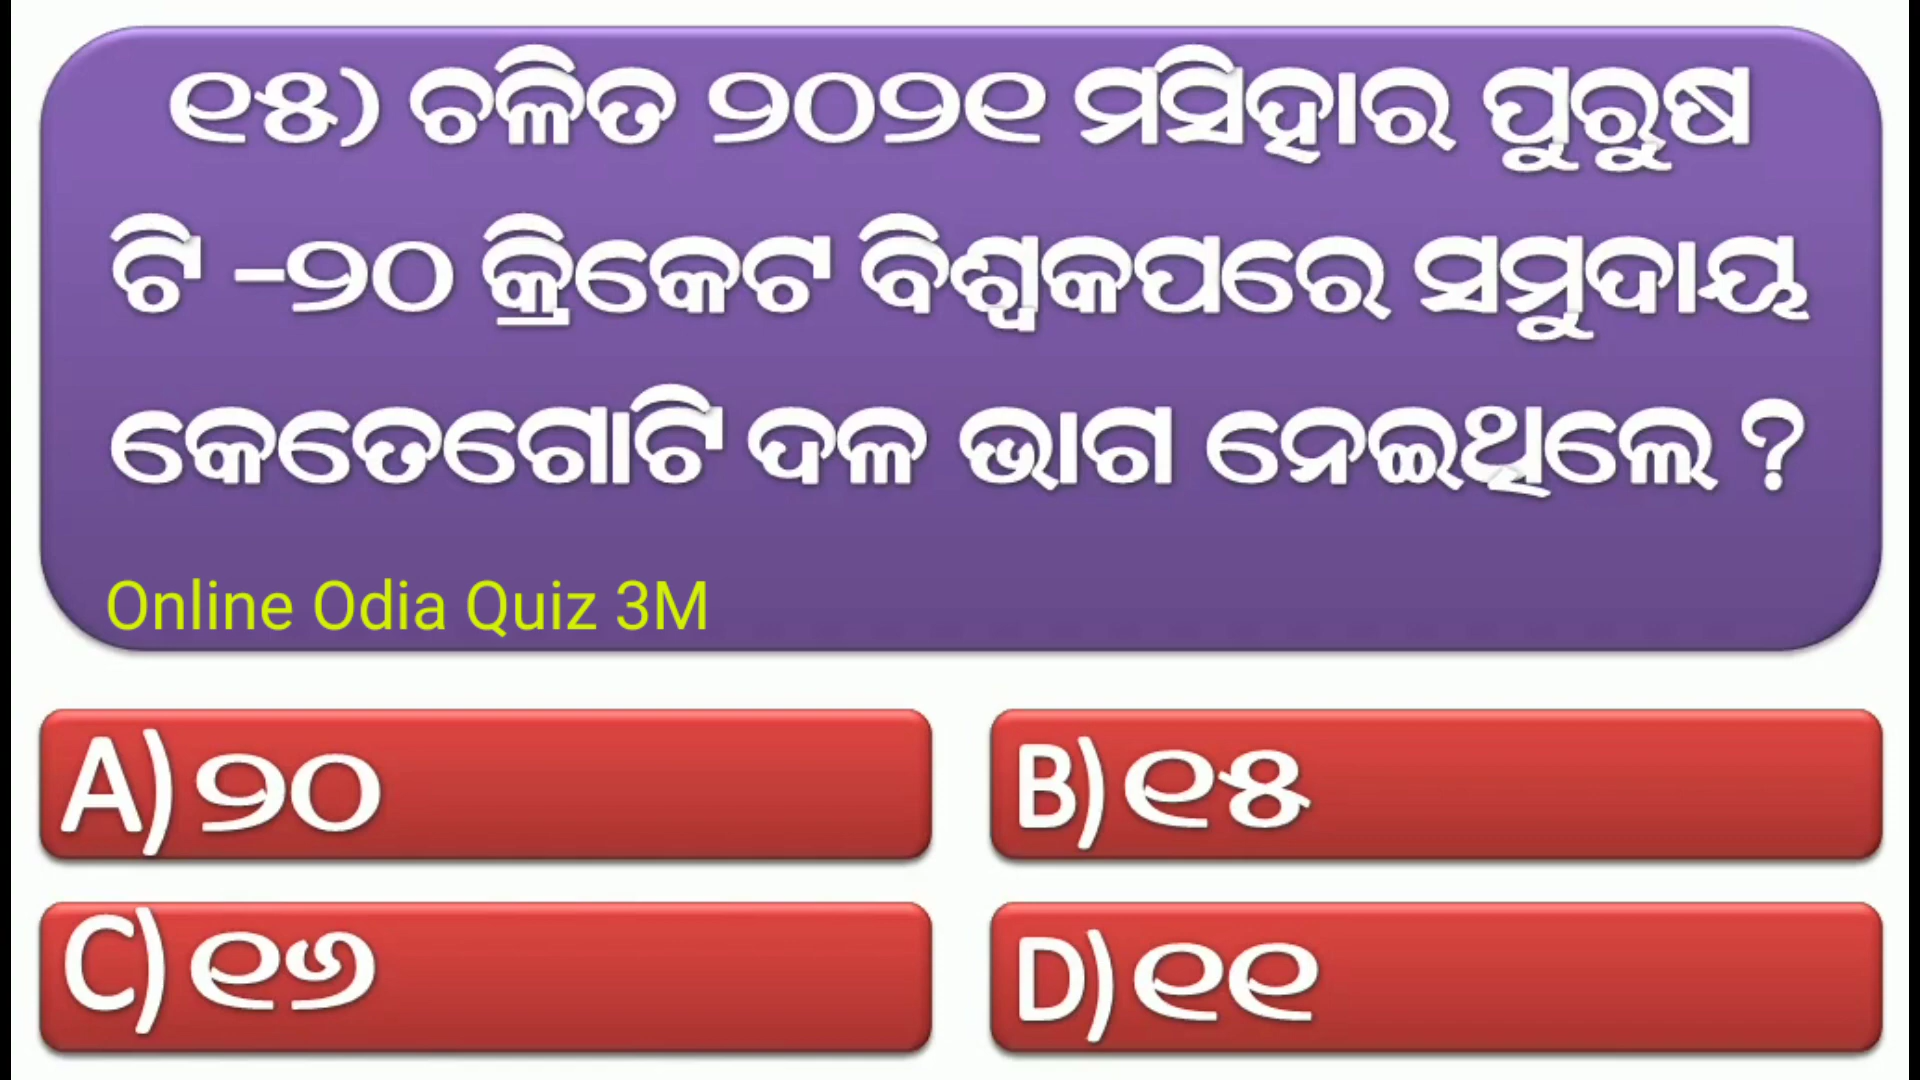 ୧୫) ଚଳିତ ୨୦୨୧ ମସିହାର ପୁରୁଷ
ଟି -୨୦ କ୍ରିକେଟ ବିଶ୍ୱକପରେ ସମୁଦାୟ
କେତେଗୋଟି ଦଳ ଭାଗ ନେଇଥିଲେ ?
Online Odia Quiz 3M
A) ୨୦
B) ୧୫
C) ୧୬
D) ୧୧